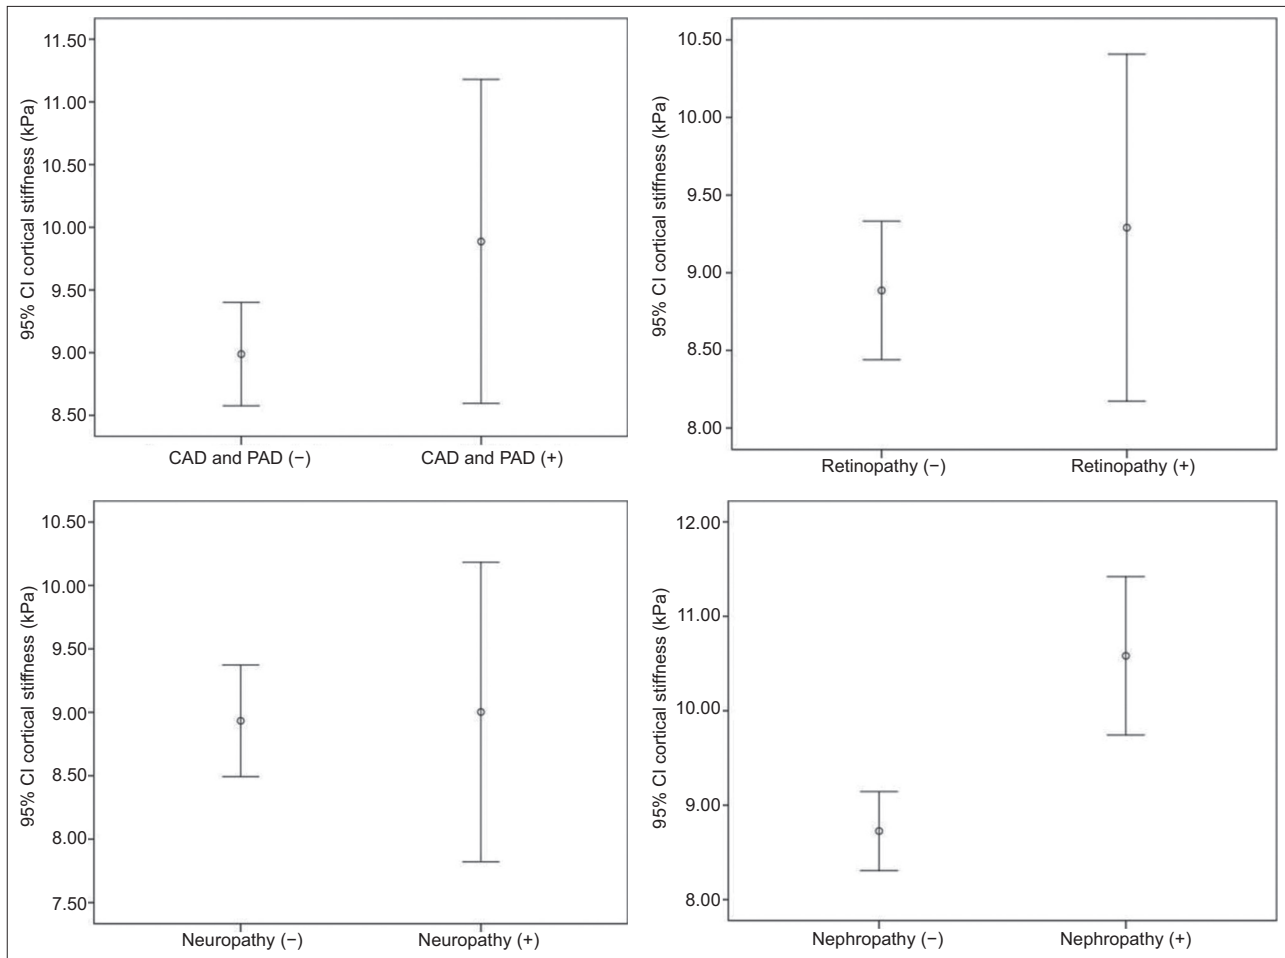 95% CI cortical stiffness (kPa)
11.50
11.00
10.50
10.00
9.50
9.00
8.50
CAD and PAD (−)
CAD and PAD (+)
95% CI cortical stiffness (kPa)
10.50
10.00
9.50
9.00
8.50
8.00
Retinopathy (−)
Retinopathy (+)
95% CI cortical stiffness (kPa)
10.50
10.00
9.50
9.00
8.50
8.00
7.50
Neuropathy (−)
Neuropathy (+)
95% CI cortical stiffness (kPa)
12.00
11.00
10.00
9.00
8.00
Nephropathy (−)
Nephropathy (+)